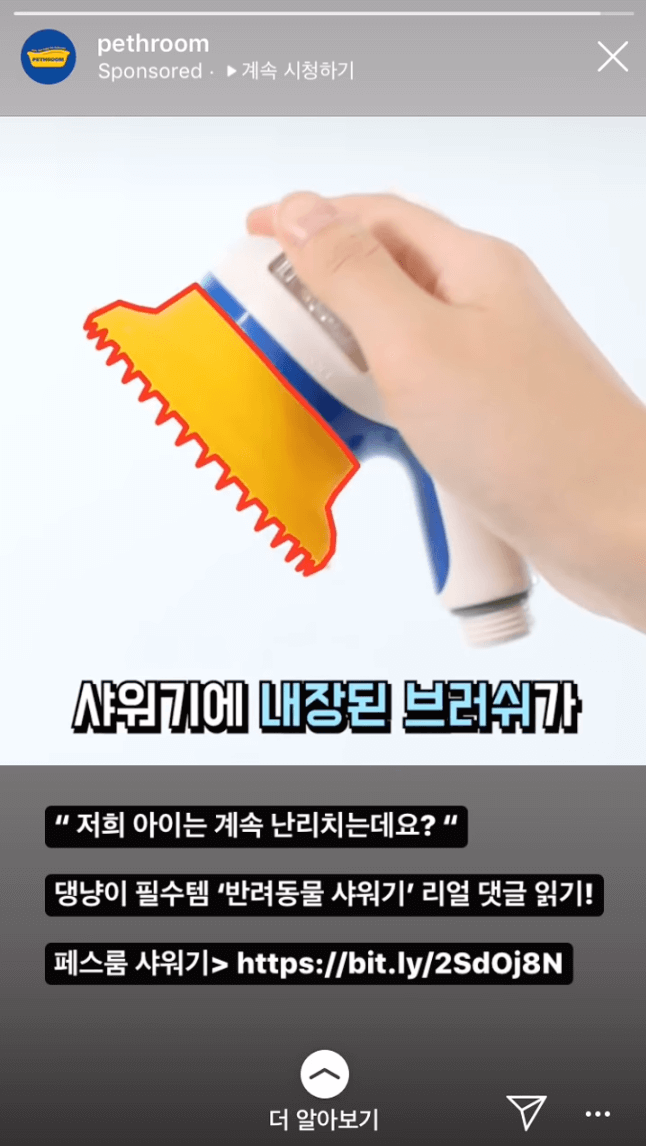 pethroom
Sponsored · ▶ 계속 시청하기
PETHROOM
샤워기에 내장된 브러쉬가
“ 저희 아이는 계속 난리치는데요? “
댕냥이 필수템 ‘반려동물 샤워기’ 리얼 댓글 읽기!
페스룸 샤워기> https://bit.ly/2SdOj8N
더 알아보기